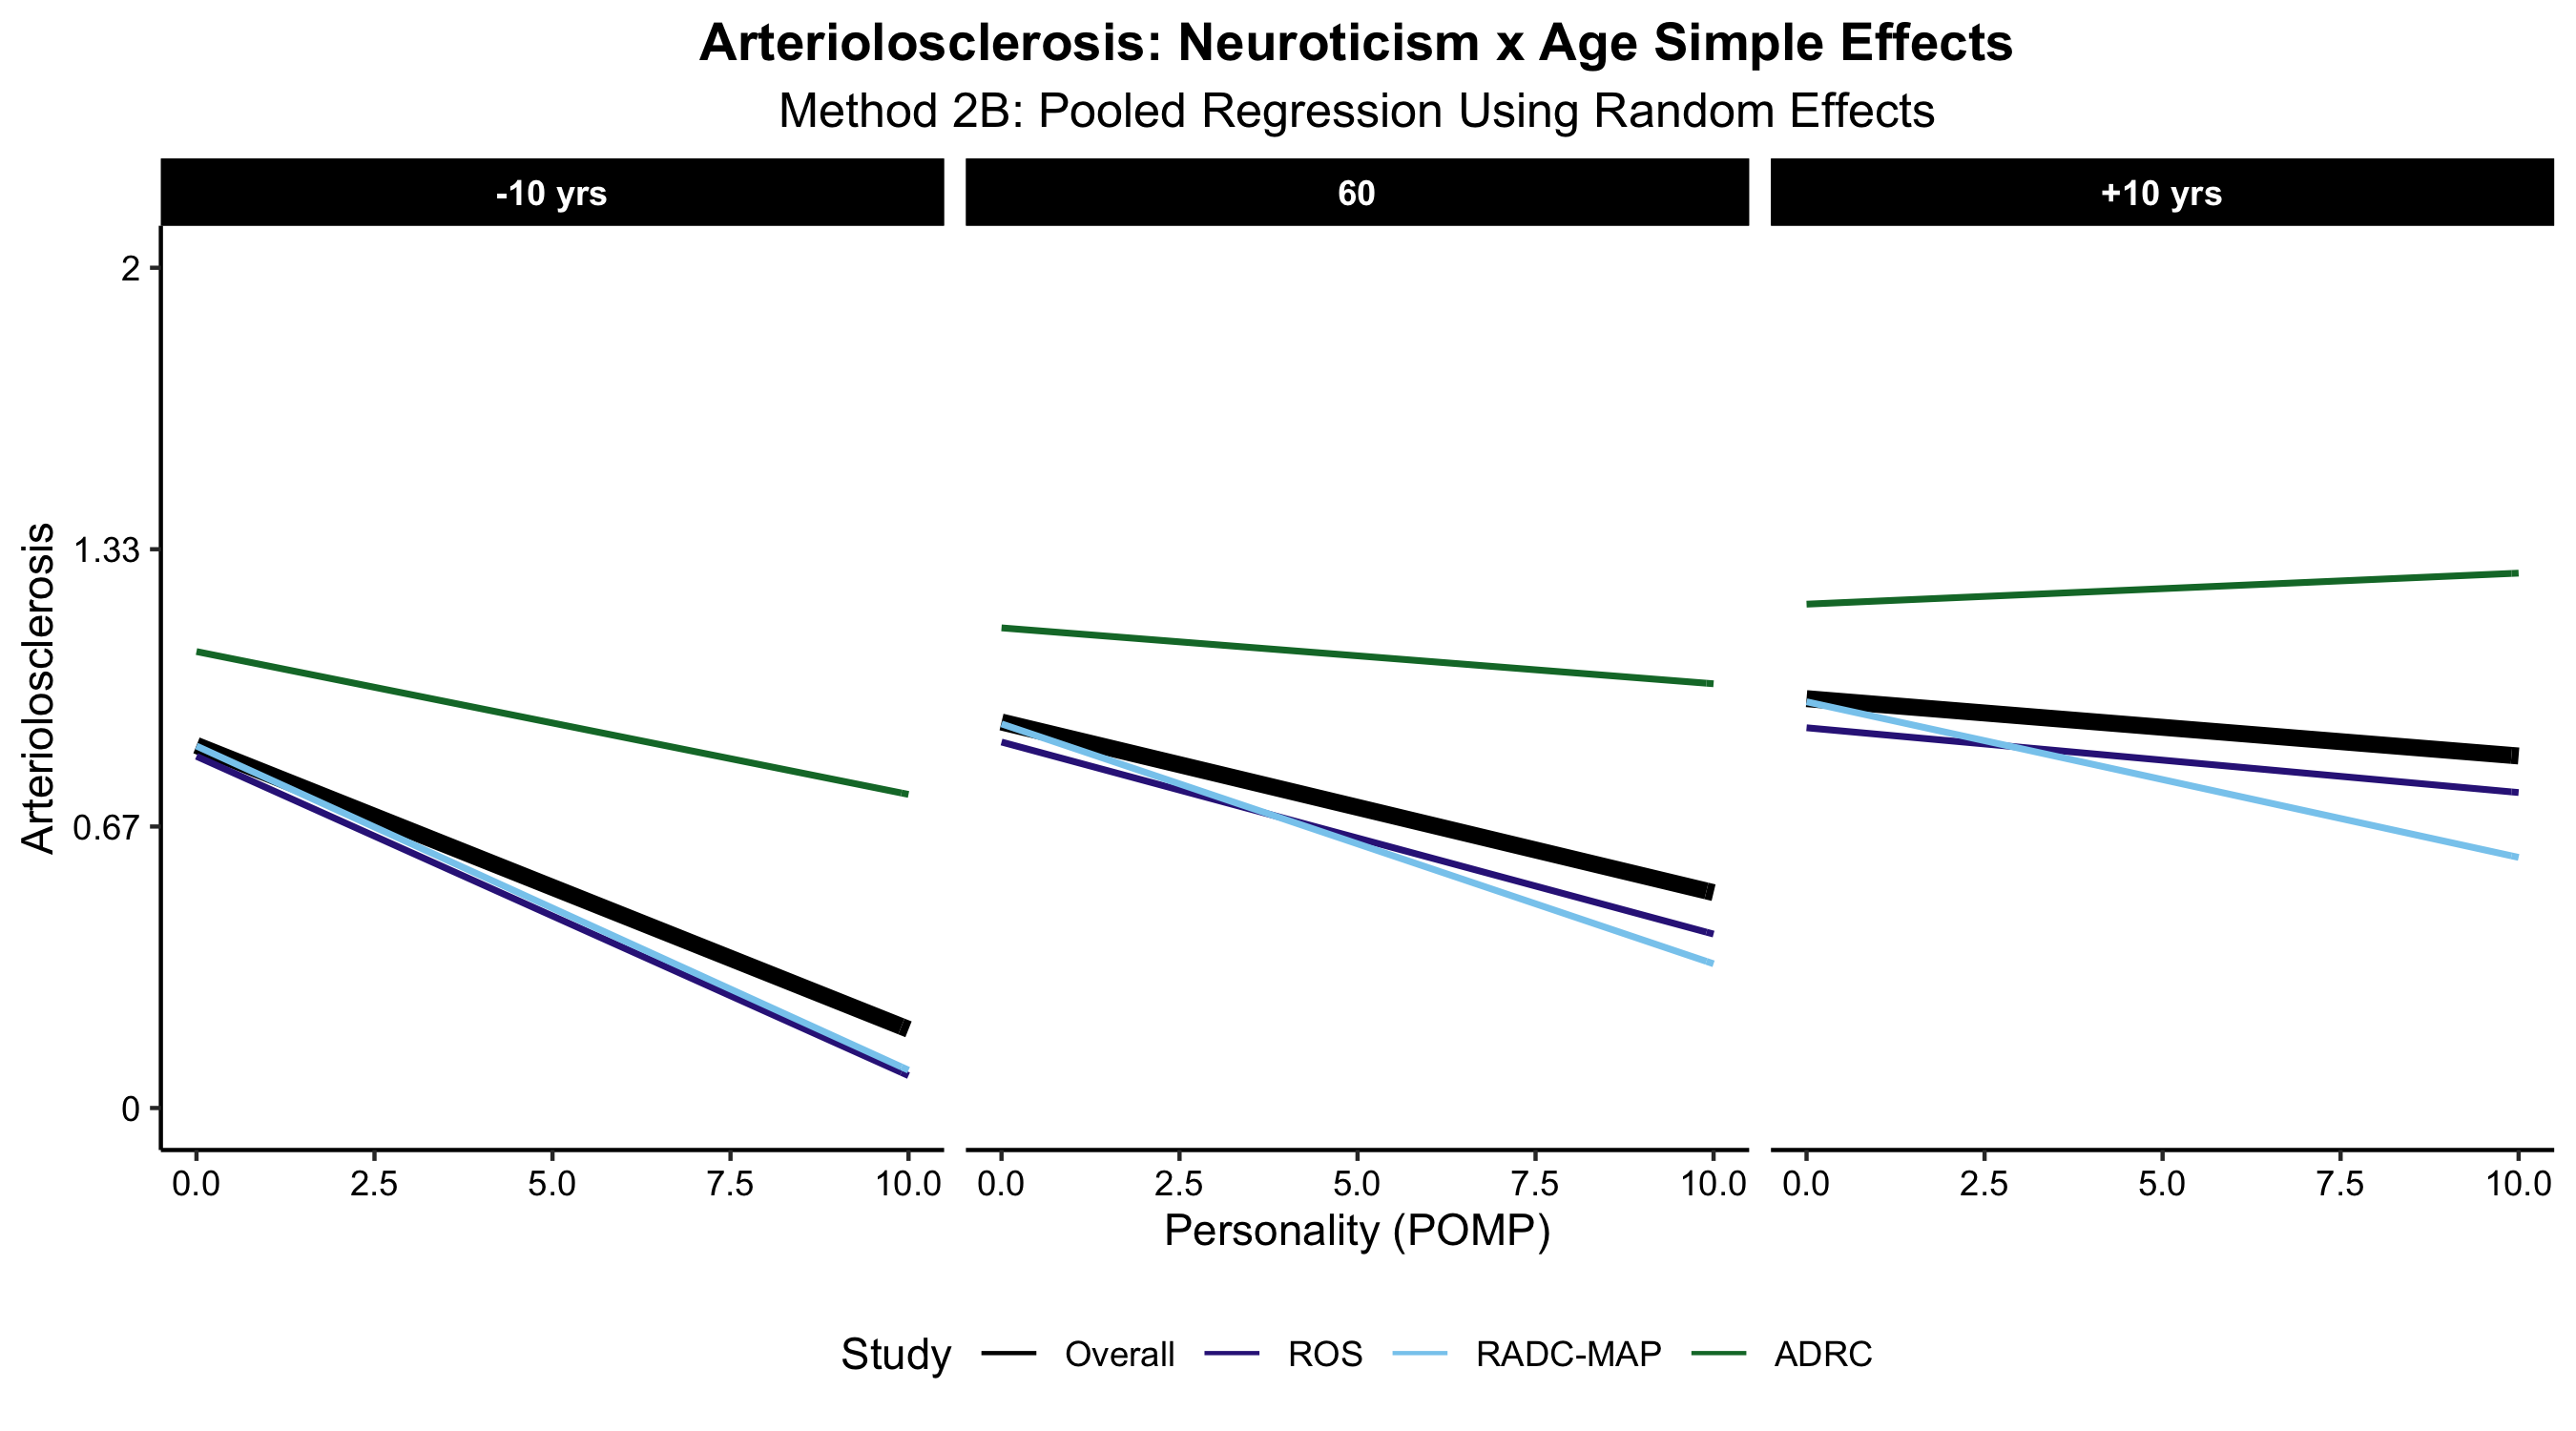 Arteriolosclerosis: Neuroticism x Age Simple Effects
Method 2B: Pooled Regression Using Random Effects
-10 yrs 60 +10 yrs
2
1.33
0.67
0
Arteriolosclerosis
0.0 2.5 5.0 7.5 10.0 0.0 2.5 5.0 7.5 10.0 0.0 2.5 5.0 7.5 10.0
Personality (POMP)
Study Overall ROS RADC-MAP ADRC